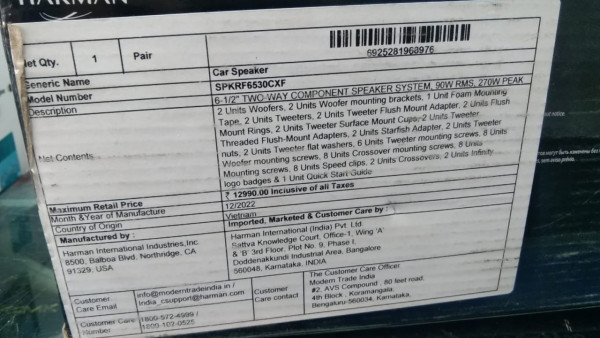 HARMAN
Net Qty. 1 Pair
6925281968976
Generic Name Car Speaker
Model Number SPKRF6530CXF
Description 6-1/2" TWO-WAY COMPONENT SPEAKER SYSTEM, 90W RMS, 270W PEAK
Net Contents
2 Units Woofers, 2 Units Woofer mounting brackets, 1 Unit Foam Mounting
Tape, 2 Units Tweeters, 2 Units Tweeter Flush Mount Adapter, 2 Units Flush
Mount Rings, 2 Units Tweeter Surface Mount Cups, 2 Units Tweeter
Threaded Flush-Mount Adapters, 2 Units Starfish Adapter, 2 Units Tweeter
nuts, 2 Units Tweeter flat washers, 6 Units Tweeter mounting screws, 8 Units
Woofer mounting screws, 8 Units Crossover mounting screws, 8 Units
Mounting screws, 8 Units Speed clips, 2 Units Crossovers, 2 Units Infinity
logo badges & 1 Unit Quick Start Guide
Maximum Retail Price ₹ 12990.00 Inclusive of all Taxes
Month &Year of Manufacture 12/2022
Country of Origin Vietnam
Manufactured by :
Harman International Industries,Inc
8500, Balboa Blvd, Northridge, CA
91329, USA
Imported, Marketed & Customer Care by :
Harman International (India) Pvt. Ltd.
Sattva Knowledge Court, Office-1, Wing 'A'
& 'B' 3rd Floor, Plot No. 9, Phase I,
Doddenakkundi Industrial Area, Bangalore
560048, Karnataka, INDIA
Customer
Care Email
info@moderntradeindia.in /
India_csupport@harman.com
Customer Care
Number
1800-572-4999 /
1800-102-0525
Customer
Care contact
The Customer Care Officer
Modern Trade India
#2, AVS Compound , 80 feet road,
4th Block , Koramangala,
Bengaluru-560034, Karnataka.